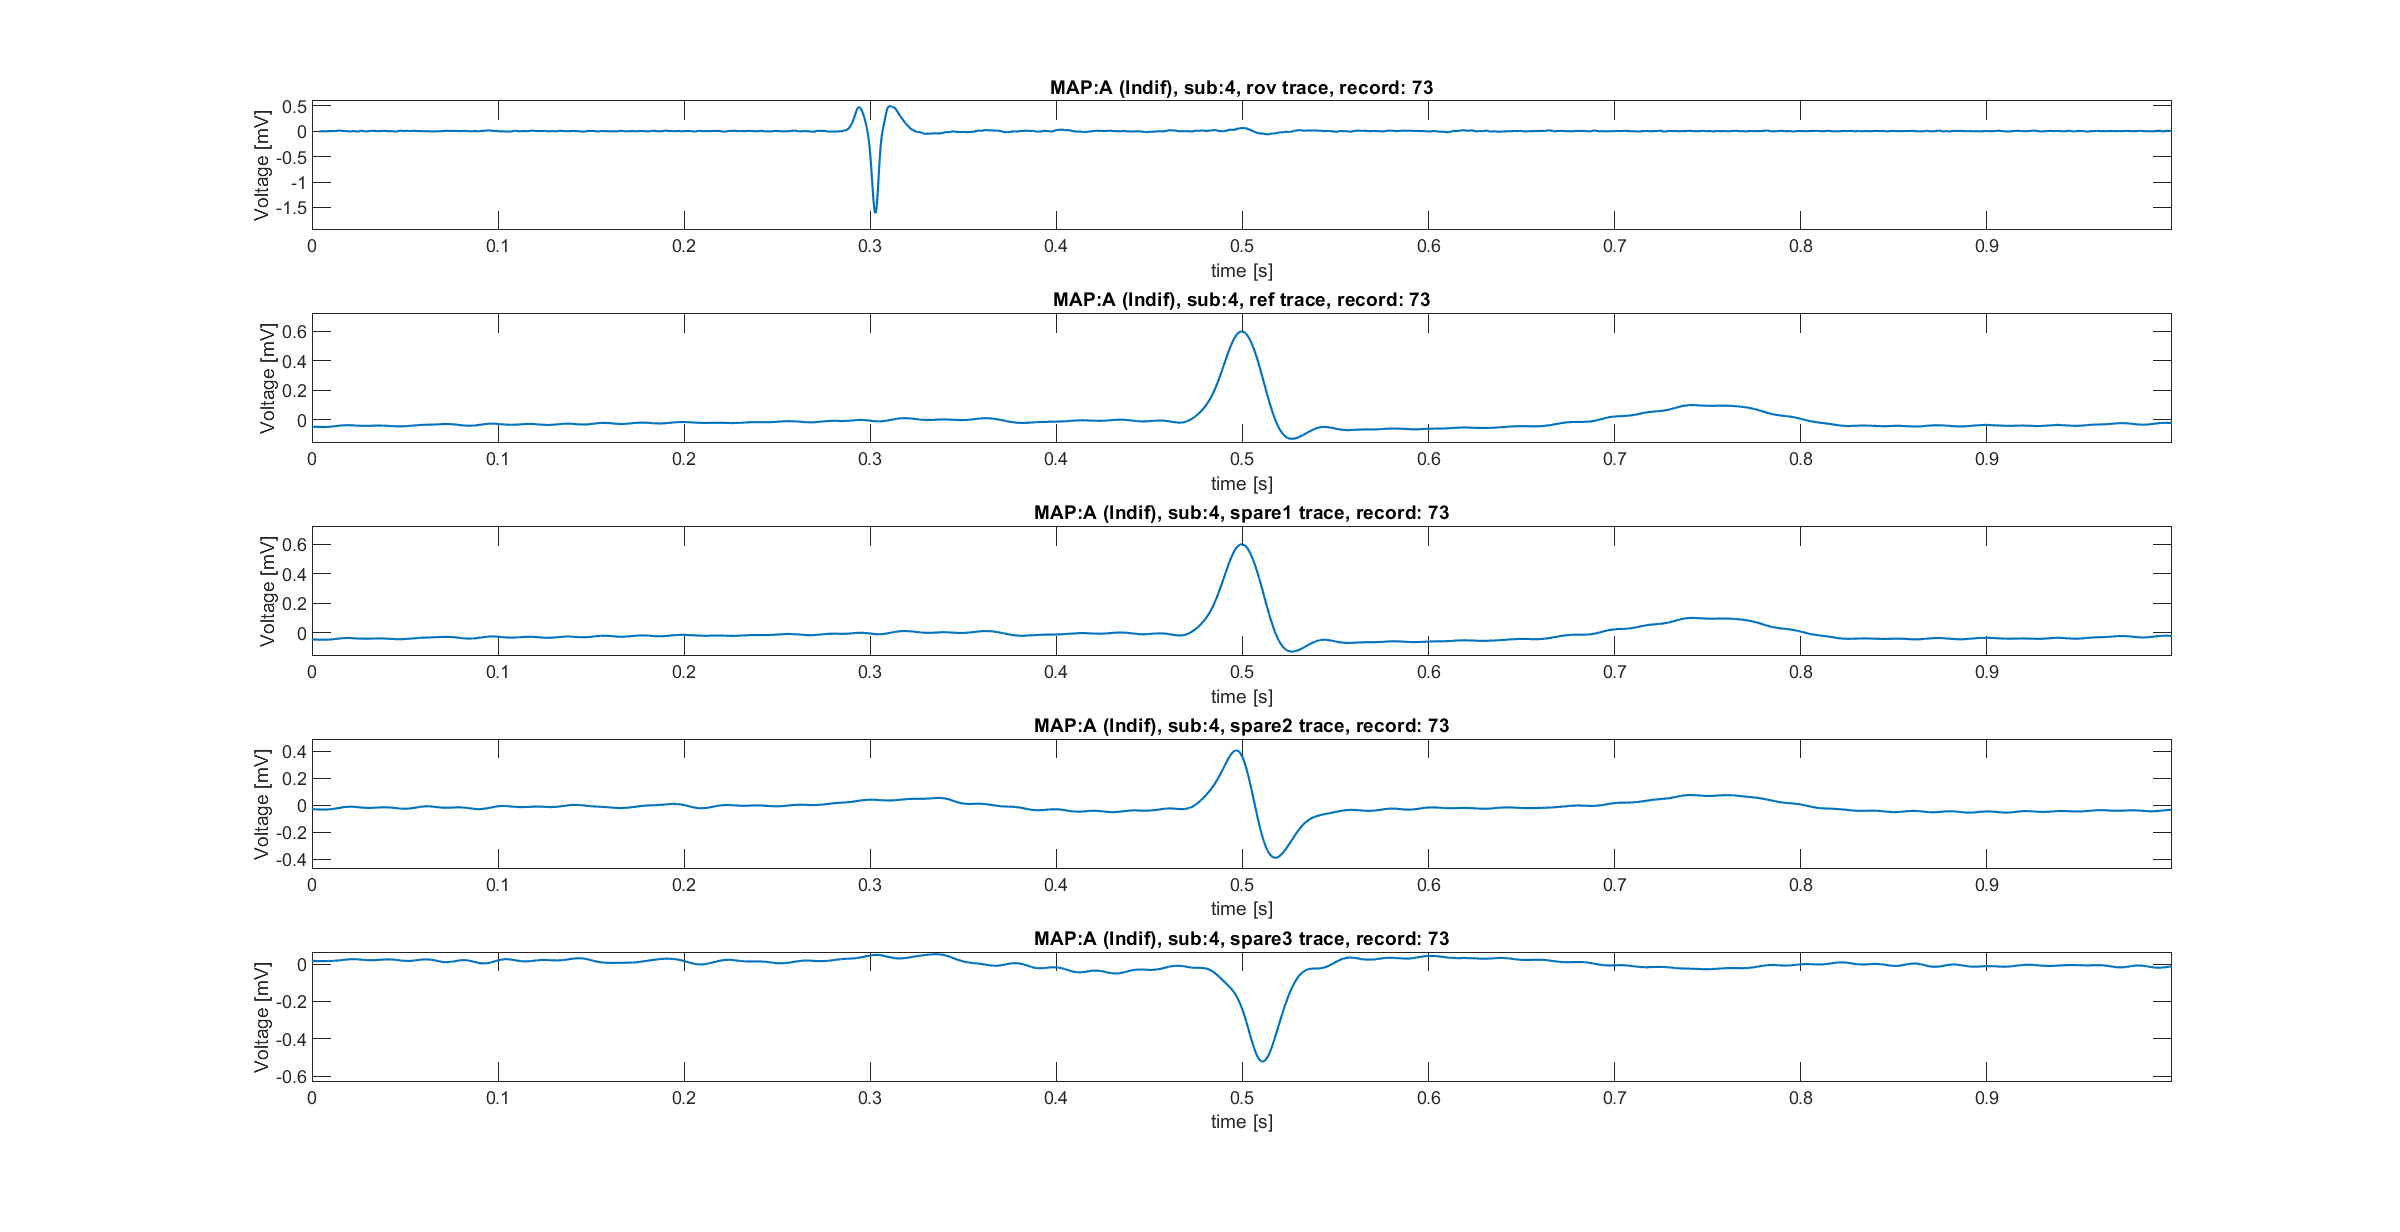 MAP:A (Indif), sub:4, rov trace, record: 73
Voltage [mV]
0.5
0
-0.5
-1
-1.5
0 0.1 0.2 0.3 0.4 0.5 0.6 0.7 0.8 0.9
time [s]
MAP:A (Indif), sub:4, ref trace, record: 73
Voltage [mV]
0.6
0.4
0.2
0
0 0.1 0.2 0.3 0.4 0.5 0.6 0.7 0.8 0.9
time [s]
MAP:A (Indif), sub:4, spare1 trace, record: 73
Voltage [mV]
0.6
0.4
0.2
0
0 0.1 0.2 0.3 0.4 0.5 0.6 0.7 0.8 0.9
time [s]
MAP:A (Indif), sub:4, spare2 trace, record: 73
Voltage [mV]
0.4
0.2
0
-0.2
-0.4
0 0.1 0.2 0.3 0.4 0.5 0.6 0.7 0.8 0.9
time [s]
MAP:A (Indif), sub:4, spare3 trace, record: 73
Voltage [mV]
0
-0.2
-0.4
-0.6
0 0.1 0.2 0.3 0.4 0.5 0.6 0.7 0.8 0.9
time [s]